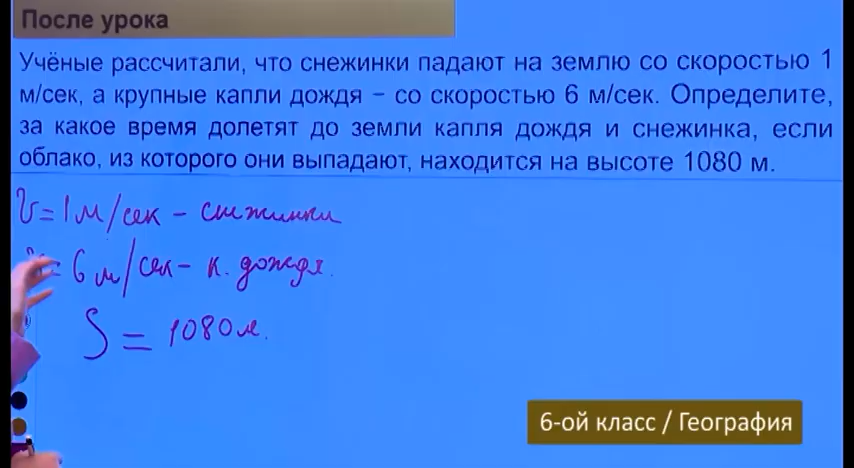 После урока
Учёные рассчитали, что снежинки падают на землю со скоростью 1
м/сек, а крупные капли дождя – со скоростью 6 м/сек. Определите,
за какое время долетят до земли капля дождя и снежинка, если
облако, из которого они выпадают, находится на высоте 1080 м.
V = 1 м/сек – снежинки
= 6 м/сек – к. дождя.
S = 1080 м.
6-ой класс / География